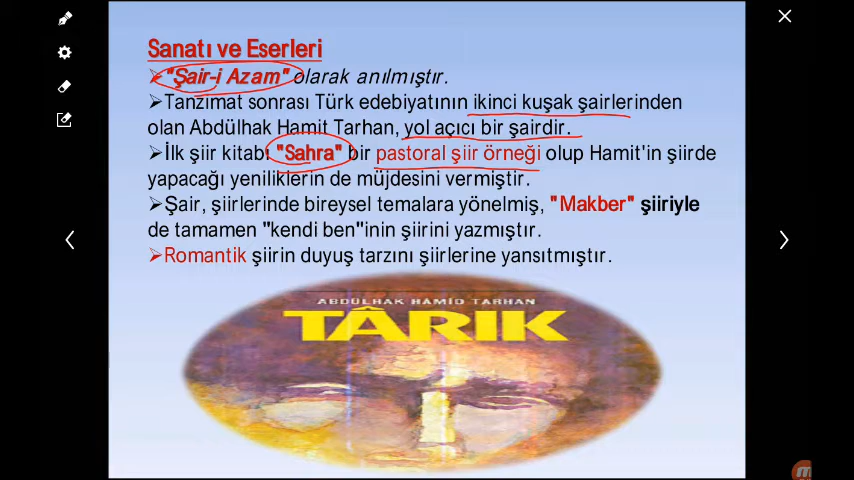 Sanatı ve Eserleri
➢"Şair-i Azam" olarak anılmıştır.
➢Tanzimat sonrası Türk edebiyatının ikinci kuşak şairlerinden
olan Abdülhak Hamit Tarhan, yol açıcı bir şairdir.
➢İlk şiir kitabı "Sahra" bir pastoral şiir örneği olup Hamit'in şiirde
yapacağı yeniliklerin de müjdesini vermiştir.
➢Şair, şiirlerinde bireysel temalara yönelmiş, "Makber" şiiriyle
de tamamen "kendi ben"inin şiirini yazmıştır.
➢Romantik şiirin duyuş tarzını şiirlerine yansıtmıştır.
ABDÜLHAK HAMİD TARHAN
TÂRIK